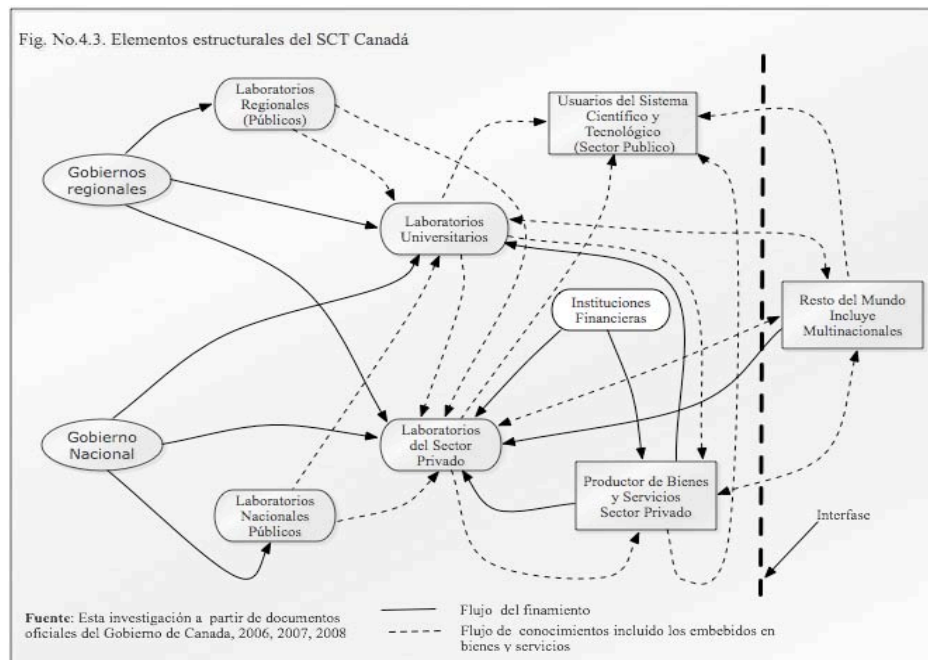 Fig. No.4.3. Elementos estructurales del SCT Canadá
Laboratorios
Regionales
(Públicos)
Usuarios del Sistema
Científico y
Tecnológico
(Sector Publico)
Gobiernos
regionales
Laboratorios
Universitarios
Instituciones
Financieras
Resto del Mundo
Incluye
Multinacionales
Gobierno
Nacional
Laboratorios
del Sector
Privado
Laboratorios
Nacionales
Públicos
Productor de Bienes
y Servicios
Sector Privado
Interfase
Fuente: Esta investigación a partir de documentos
oficiales del Gobierno de Canada, 2006, 2007, 2008
Flujo del finamiento
Flujo de conocimientos incluído los embebidos en
bienes y servicios